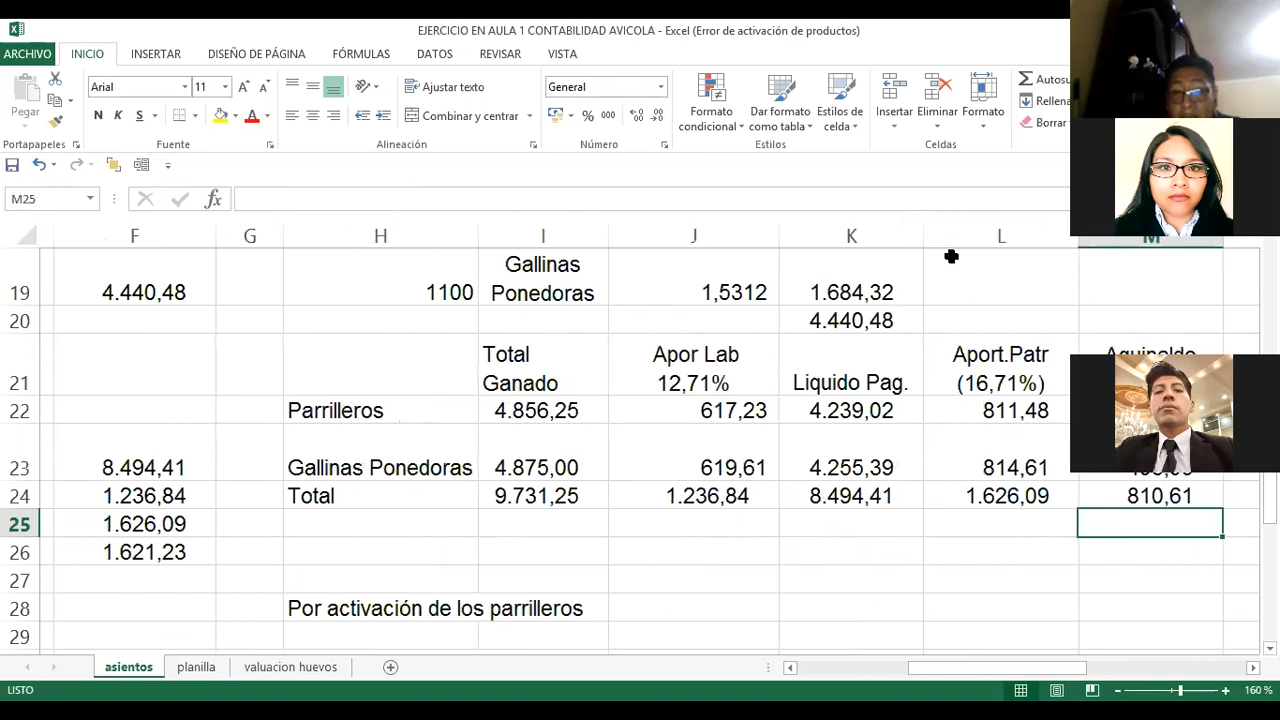 EJERCICIO EN AULA 1 CONTABILIDAD AVICOLA - Excel (Error de activación de productos)
ARCHIVO INICIO INSERTAR DISEÑO DE PÁGINA FÓRMULAS DATOS REVISAR VISTA
Arial 11 Ajustar texto General
Pegar N K S Combinar y centrar % 000
Formato condicional Dar formato como tabla Estilos de celda Insertar Eliminar Formato
Autosu
Rellena
Borrar
Portapapeles Fuente Alineación Número Estilos Celdas
M25 fx
F G H I J K L M
Gallinas
19 4.440,48 1100 Ponedoras 1,5312 1.684,32
20 4.440,48
Total Apor Lab Aport.Patr Aguinaldo
21 Ganado 12,71% Liquido Pag. (16,71%)
22 Parrilleros 4.856,25 617,23 4.239,02 811,48
23 8.494,41 Gallinas Ponedoras 4.875,00 619,61 4.255,39 814,61
24 1.236,84 Total 9.731,25 1.236,84 8.494,41 1.626,09 810,61
25 1.626,09
26 1.621,23
27
28 Por activación de los parrilleros
29
asientos planilla valuacion huevos
LISTO 160 %